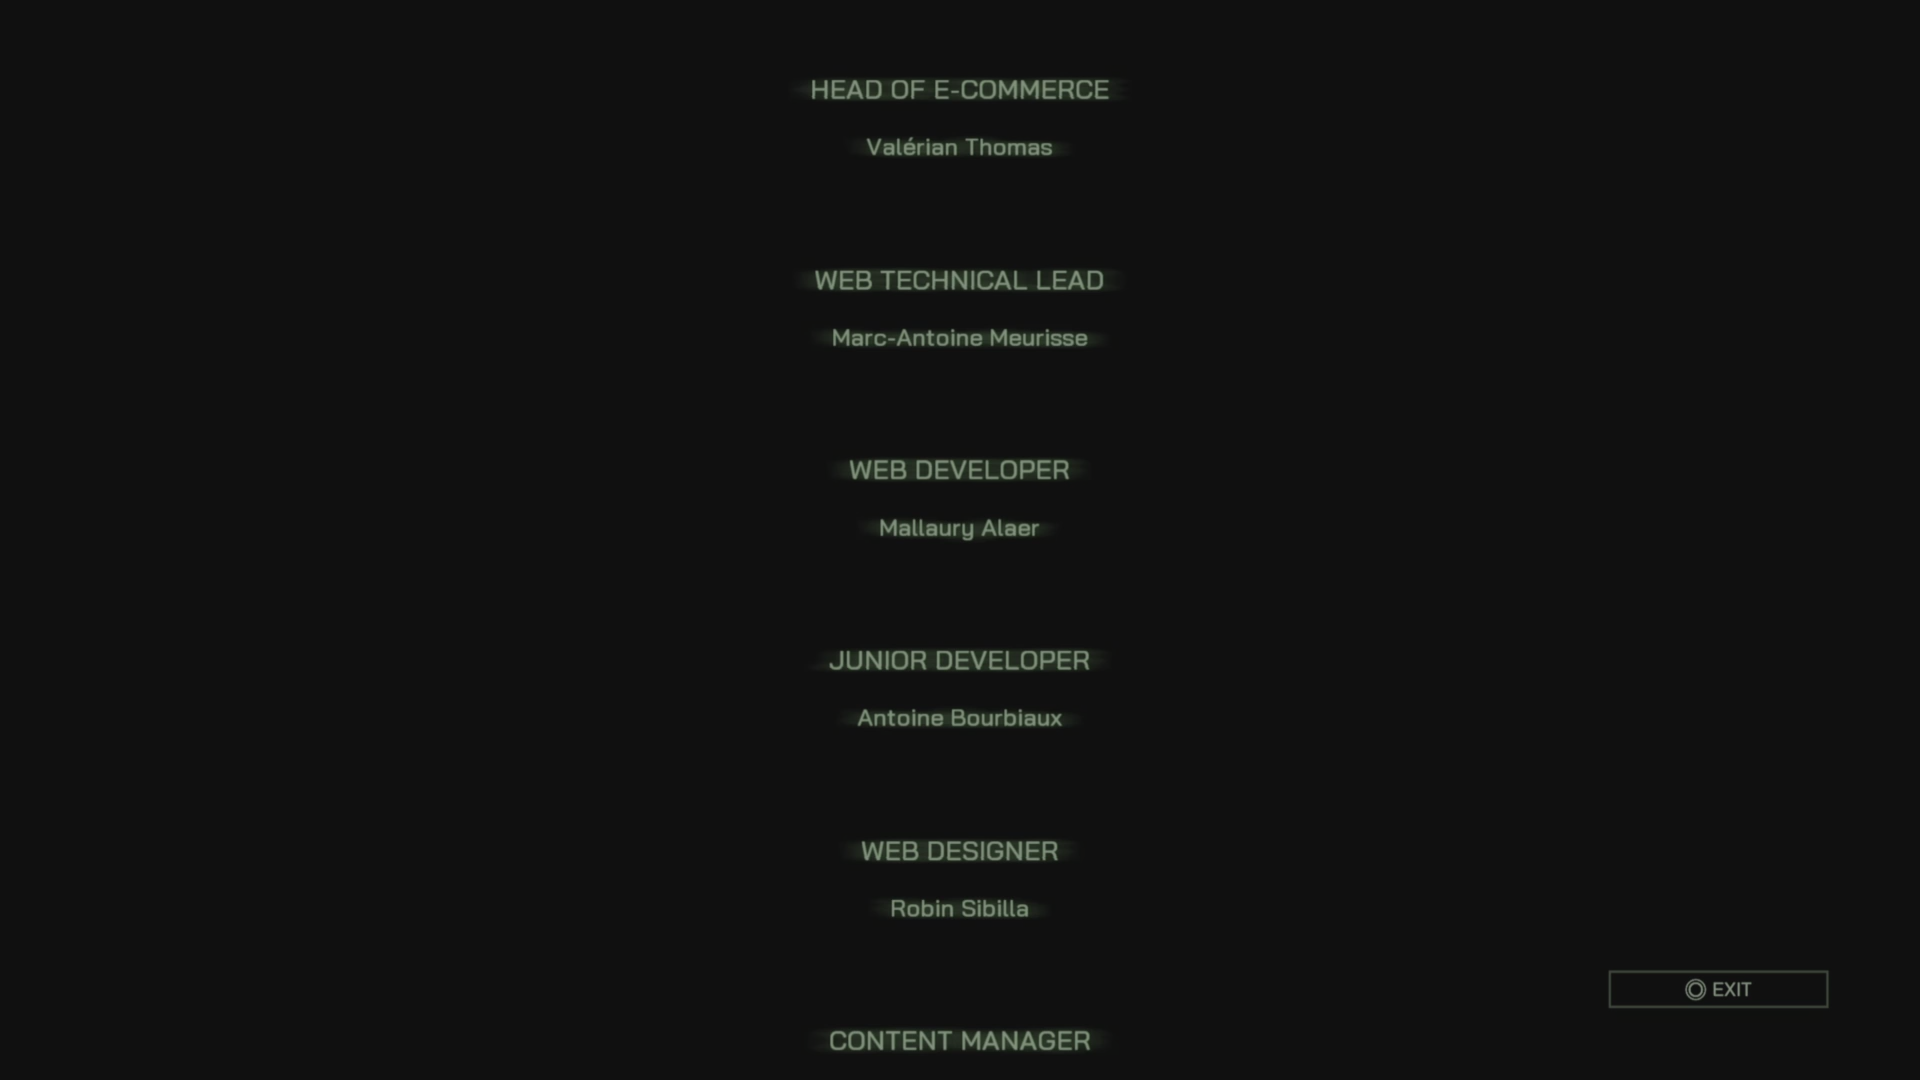 HEAD OF E-COMMERCE
Valérian Thomas
WEB TECHNICAL LEAD
Marc-Antoine Meurisse
WEB DEVELOPER
Mallaury Alaer
JUNIOR DEVELOPER
Antoine Bourbiaux
WEB DESIGNER
Robin Sibilla
EXIT
CONTENT MANAGER